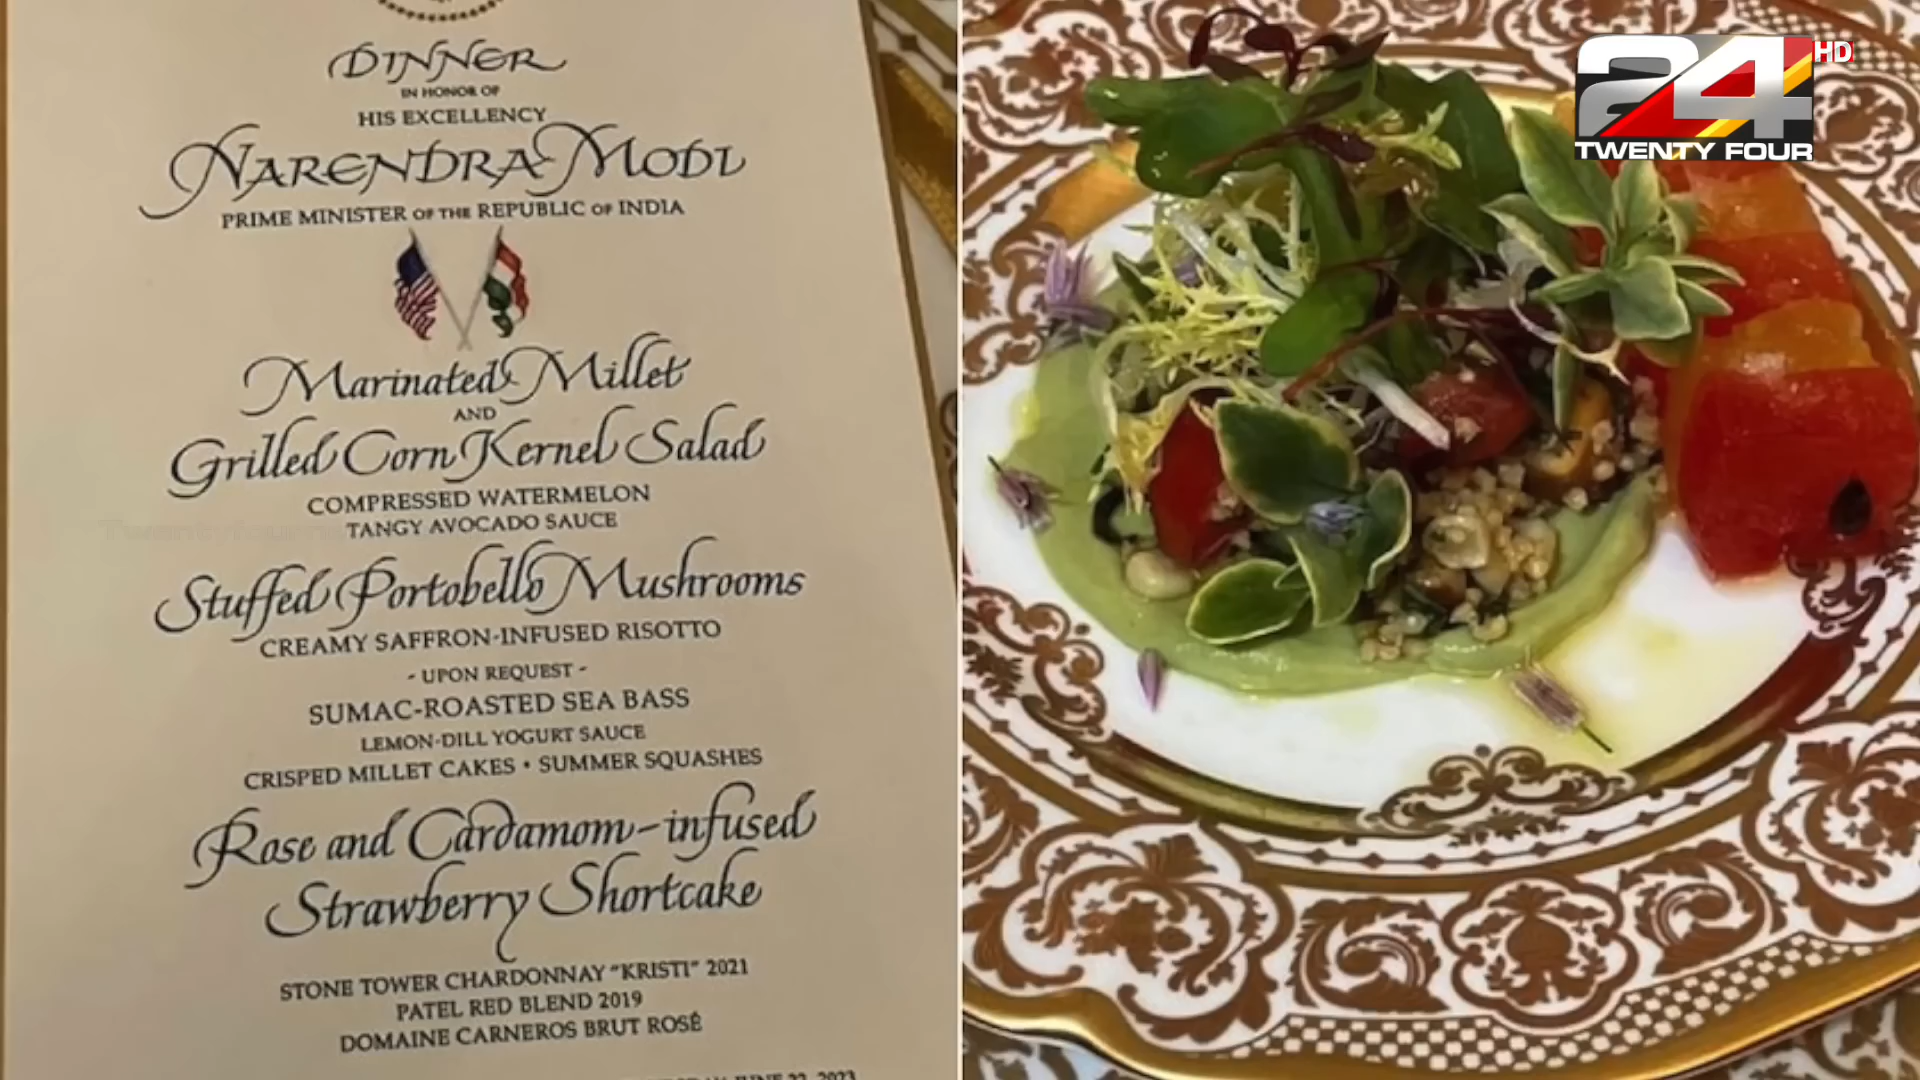 DINNER
IN HONOR OF
HIS EXCELLENCY
NARENDRA MODI
PRIME MINISTER OF THE REPUBLIC OF INDIA
Marinated Millet
AND
Grilled Corn Kernel Salad
COMPRESSED WATERMELON
TANGY AVOCADO SAUCE
Stuffed Portobello Mushrooms
CREAMY SAFFRON-INFUSED RISOTTO
- UPON REQUEST -
SUMAC-ROASTED SEA BASS
LEMON-DILL YOGURT SAUCE
CRISPED MILLET CAKES • SUMMER SQUASHES
Rose and Cardamom-infused
Strawberry Shortcake
STONE TOWER CHARDONNAY "KRISTI" 2021
PATEL RED BLEND 2019
DOMAINE CARNEROS BRUT ROSÉ
JUNE 22, 2023
24 HD
TWENTY FOUR